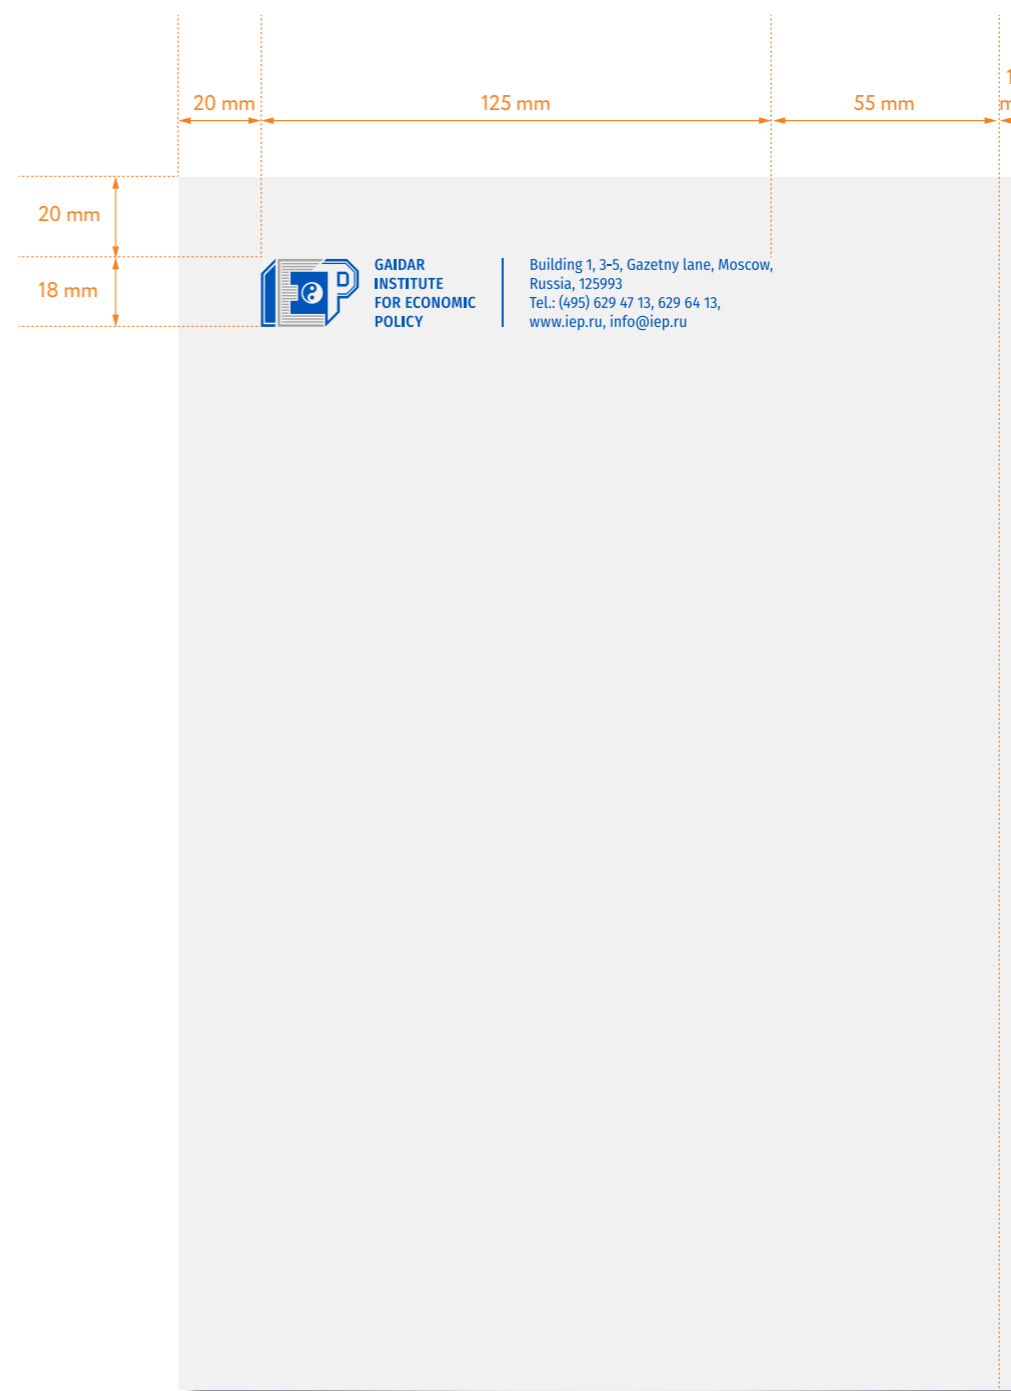 20 mm
125 mm
55 mm
20 mm
18 mm
D
GAIDAR
INSTITUTE
FOR ECONOMIC
POLICY
Building 1, 3-5, Gazetny lane, Moscow,
Russia, 125993
Tel.: (495) 629 47 13, 629 64 13,
www.iep.ru, info@iep.ru